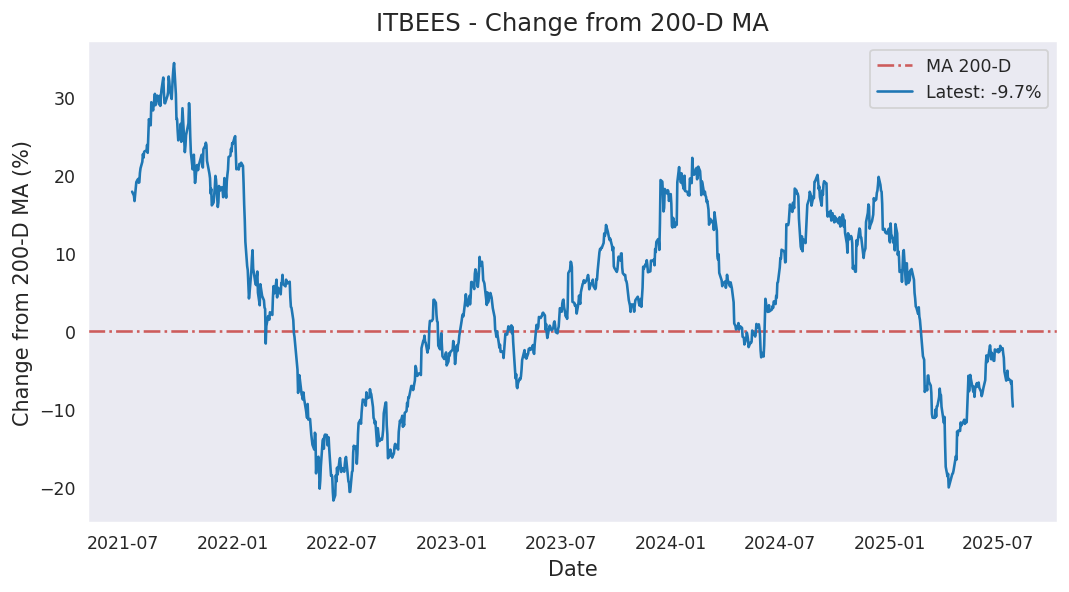 ITBEES - Change from 200-D MA
MA 200-D
Latest: -9.7%
Change from 200-D MA (%)
30
20
10
0
−10
−20
2021-07 2022-01 2022-07 2023-01 2023-07 2024-01 2024-07 2025-01 2025-07
Date